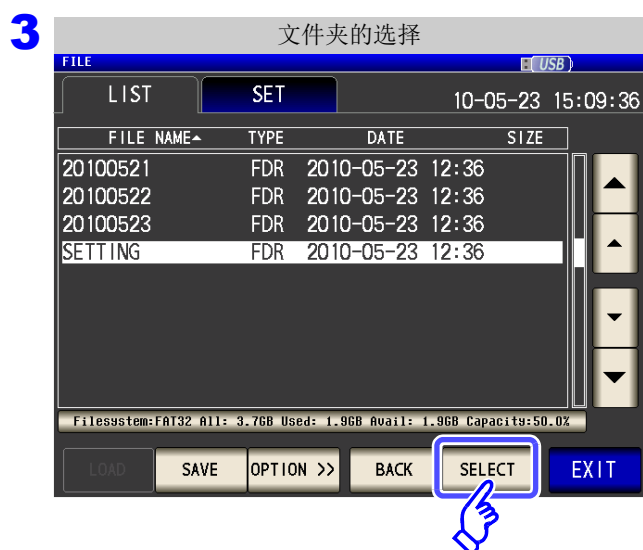 3
文件夹的选择
FILE USB
LIST SET 10-05-23 15:09:36
FILE NAME TYPE DATE SIZE
20100521 FDR 2010-05-23 12:36
20100522 FDR 2010-05-23 12:36
20100523 FDR 2010-05-23 12:36
SETTING FDR 2010-05-23 12:36
Filesystem:FAT32 All: 3.7GB Used: 1.9GB Avail: 1.9GB Capacity:50.0%
LOAD SAVE OPTION >> BACK SELECT EXIT